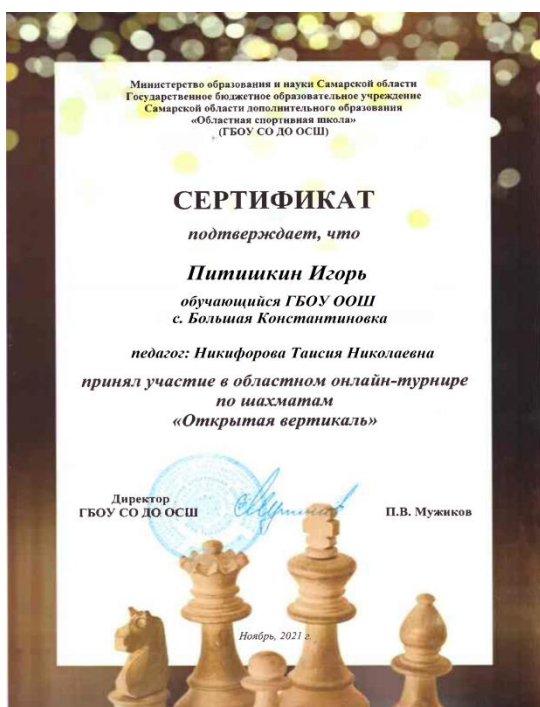 Министерство образования и науки Самарской области
Государственное бюджетное образовательное учреждение
Самарской области дополнительного образования
«Областная спортивная школа»
(ГБОУ СО ДО ОСШ)
СЕРТИФИКАТ
подтверждает, что
Питишкин Игорь
обучающийся ГБОУ ООШ
с. Большая Константиновка
педагог: Никифорова Таисия Николаевна
принял участие в областном онлайн-турнире
по шахматам
«Открытая вертикаль»
Директор
ГБОУ СО ДО ОСШ
П.В. Мужиков
Ноябрь, 2021 г.